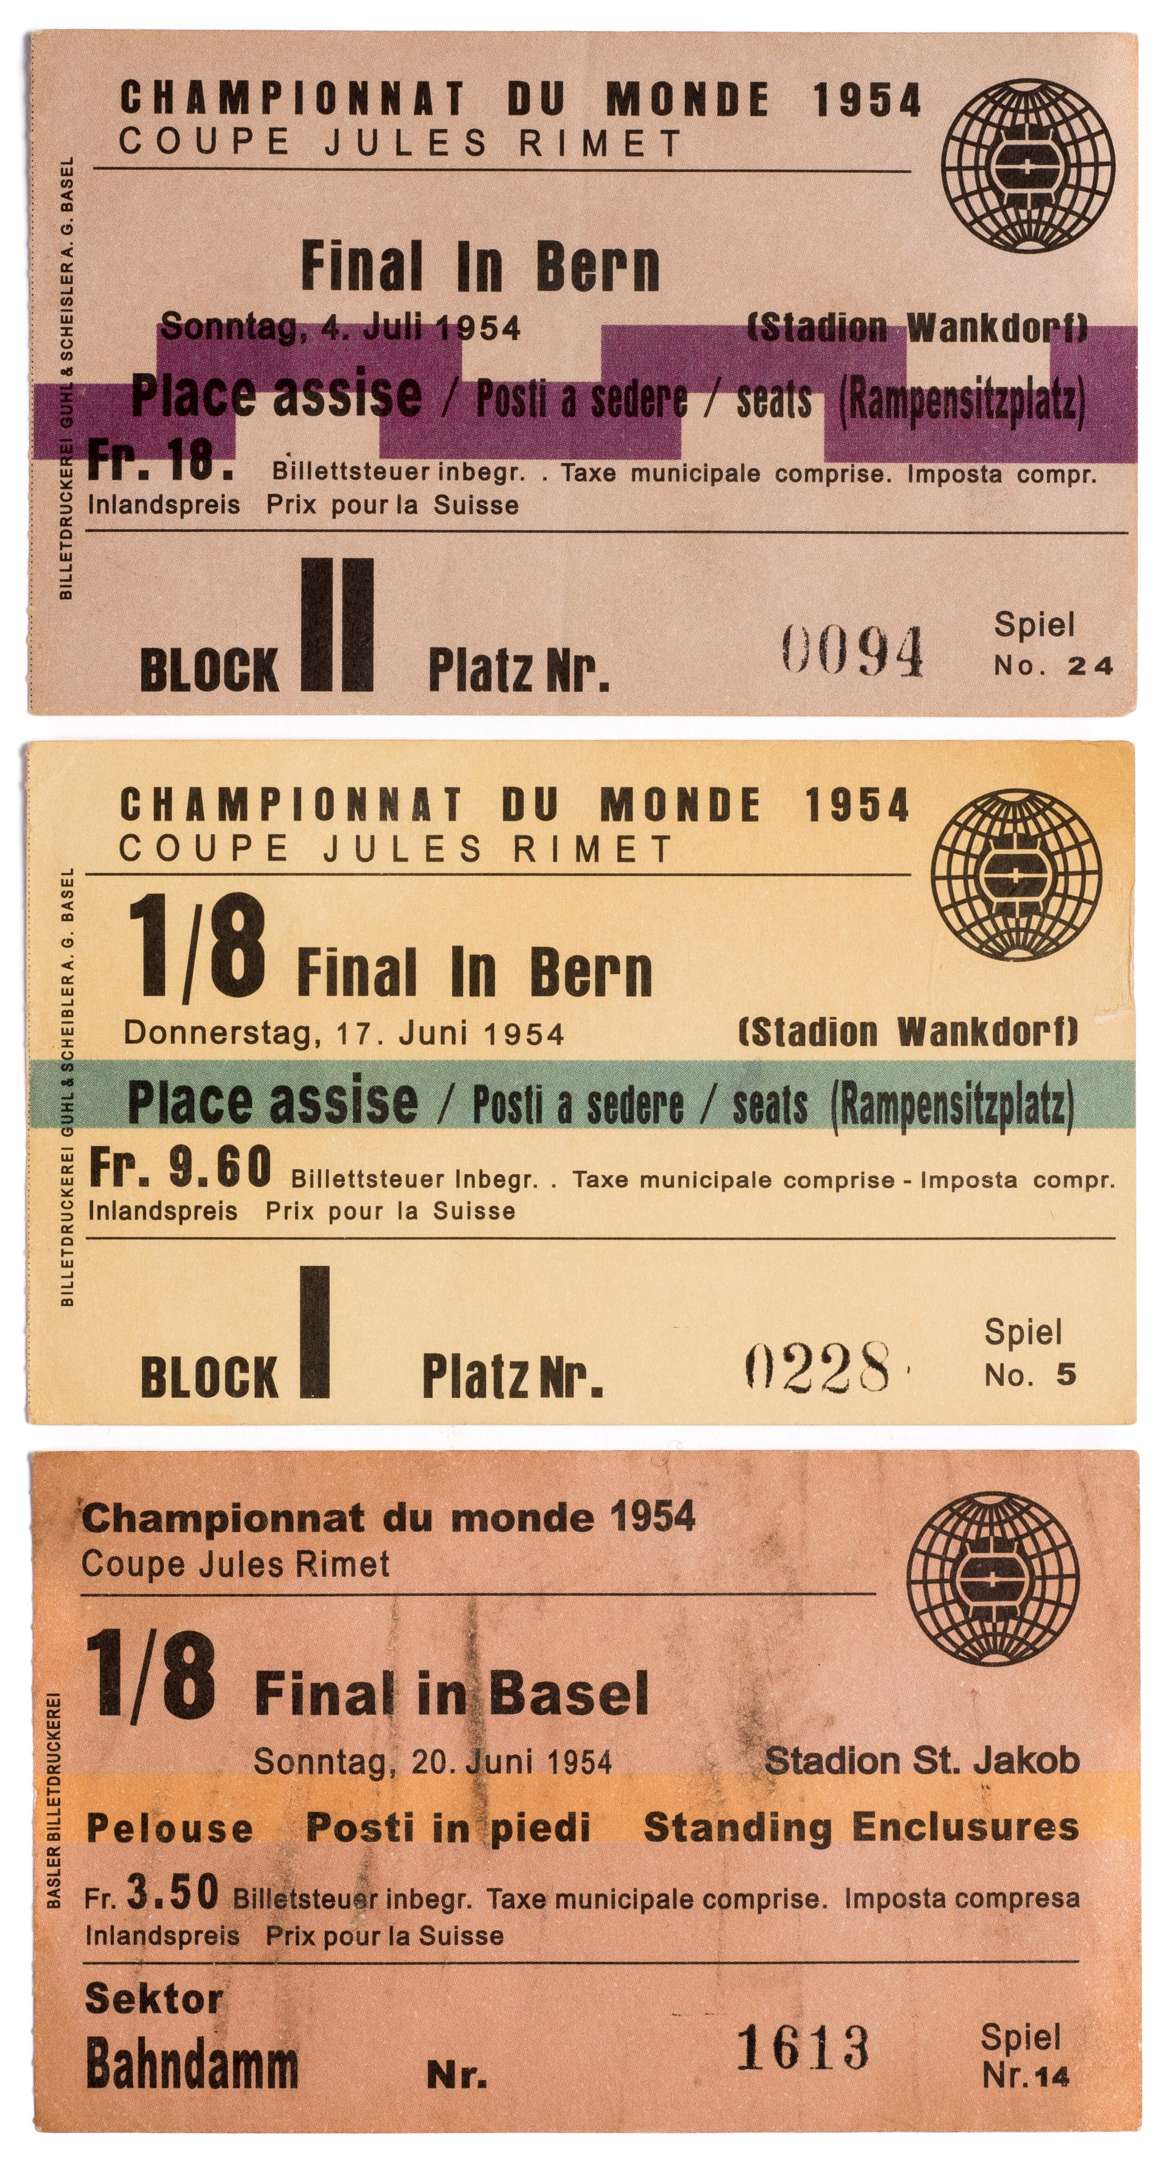 CHAMPIONNAT DU MONDE 1954
COUPE JULES RIMET
Final In Bern
Sonntag, 4. Juli 1954 (Stadion Wankdorf)
Place assise / Posti a sedere / seats (Rampensitzplatz)
Fr. 18. Billettsteuer inbegr. . Taxe municipale comprise. Imposta compr.
Inlandspreis Prix pour la Suisse
BLOCK II Platz Nr. 0094 Spiel
No. 24
BILLETDRUCKEREI GUHL & SCHEISLER A. G. BASEL
CHAMPIONNAT DU MONDE 1954
COUPE JULES RIMET
1/8 Final In Bern
Donnerstag, 17. Juni 1954 (Stadion Wankdorf)
Place assise / Posti a sedere / seats (Rampensitzplatz)
Fr. 9.60 Billettsteuer Inbegr. . Taxe municipale comprise - Imposta compr.
Inlandspreis Prix pour la Suisse
BLOCK I Platz Nr. 0228 Spiel
No. 5
BILLETDRUCKEREI GUHL & SCHEIBLER A. G. BASEL
Championnat du monde 1954
Coupe Jules Rimet
1/8 Final in Basel
Sonntag, 20. Juni 1954 Stadion St. Jakob
Pelouse Posti in piedi Standing Enclusures
Fr. 3.50 Billetsteuer inbegr. Taxe municipale comprise. Imposta compresa
Inlandspreis Prix pour la Suisse
Sektor
Bahndamm Nr. 1613 Spiel
Nr. 14
BASLER BILLETDRUCKEREI